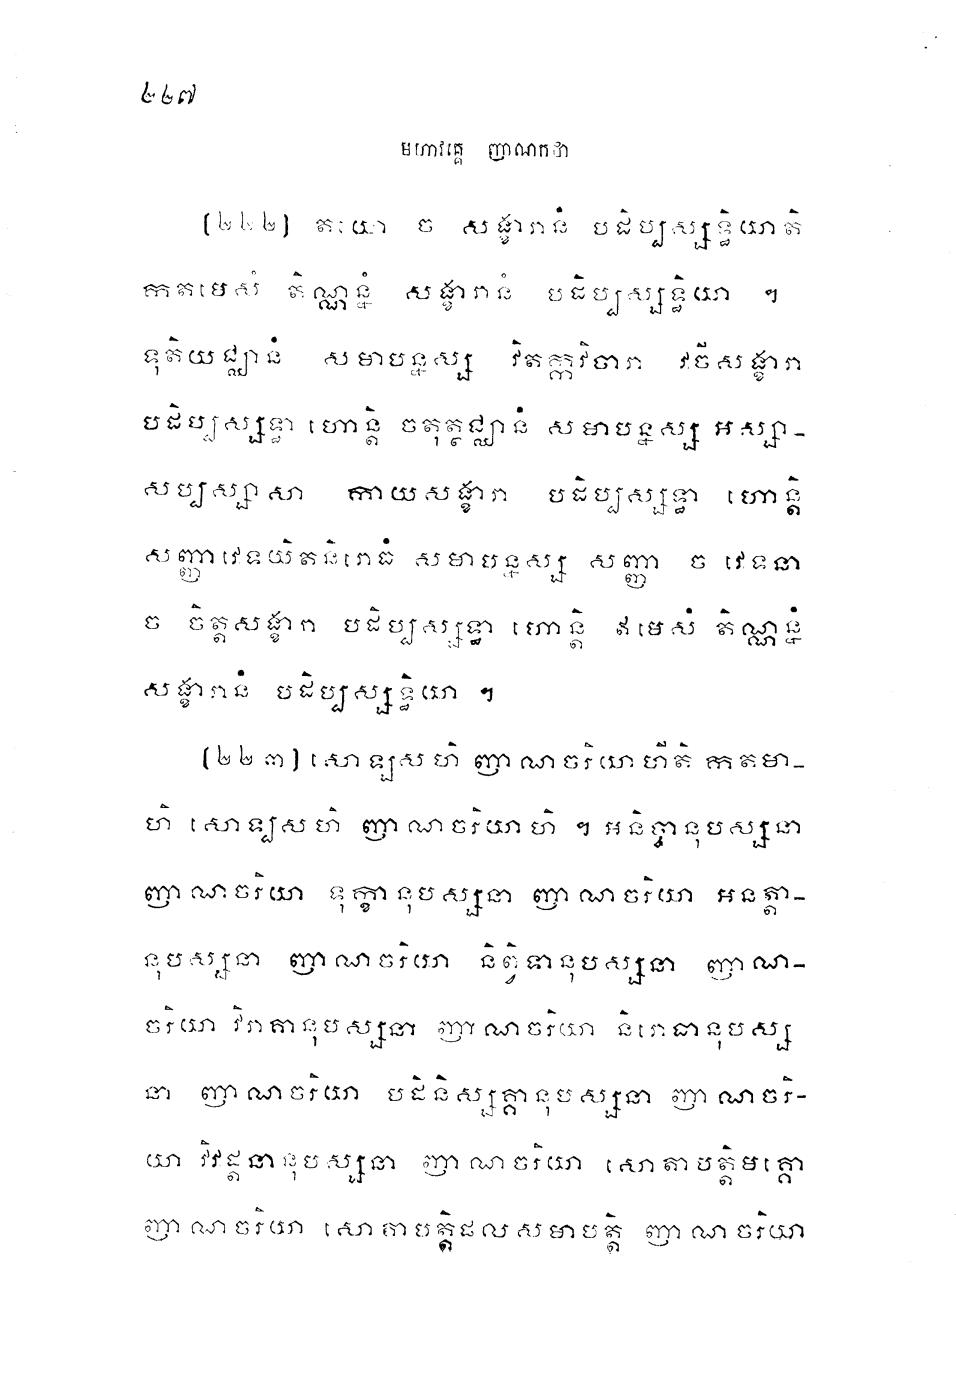 ២២៧
មហាវគ្គេ ញាណកថា
(២២២) តយោ ច សង្ខារានំ បដិប្បស្សទ្ធិយោតិ
កតមេសំ តិណ្ណន្នំ សង្ខារានំ បដិប្បស្សទ្ធិយោ ។
ទុតិយជ្ឈានំ សមាបន្នស្ស វិតក្កវិចារា វចីសង្ខារា
បដិប្បស្សទ្ធា ហោន្តិ ចតុត្ថជ្ឈានំ សមាបន្នស្ស អស្សា-
សប្បស្សាសា កាយសង្ខារា បដិប្បស្សទ្ធា ហោន្តិ
សញ្ញាវេទយិតនិរោធំ សមាបន្នស្ស សញ្ញា ច វេទនា
ច ចិត្តសង្ខារា បដិប្បស្សទ្ធា ហោន្តិ ឥមេសំ តិណ្ណន្នំ
សង្ខារានំ បដិប្បស្សទ្ធិយោ ។
(២២៣) សោឡសហិ ញាណចរិយាហីតិ កតមា-
ហិ សោឡសហិ ញាណចរិយាហិ ។ អនិច្ចានុបស្សនា
ញាណចរិយា ទុក្ខានុបស្សនា ញាណចរិយា អនត្តា-
នុបស្សនា ញាណចរិយា និព្វិទានុបស្សនា ញាណ-
ចរិយា វិរាគានុបស្សនា ញាណចរិយា និរោធានុបស្ស
នា ញាណចរិយា បដិនិស្សគ្គានុបស្សនា ញាណចរិ-
យា វិវដ្តនានុបស្សនា ញាណចរិយា សោតាបត្តិមគ្គោ
ញាណចរិយា សោតាបត្តិផលសមាបត្តិ ញាណចរិយា